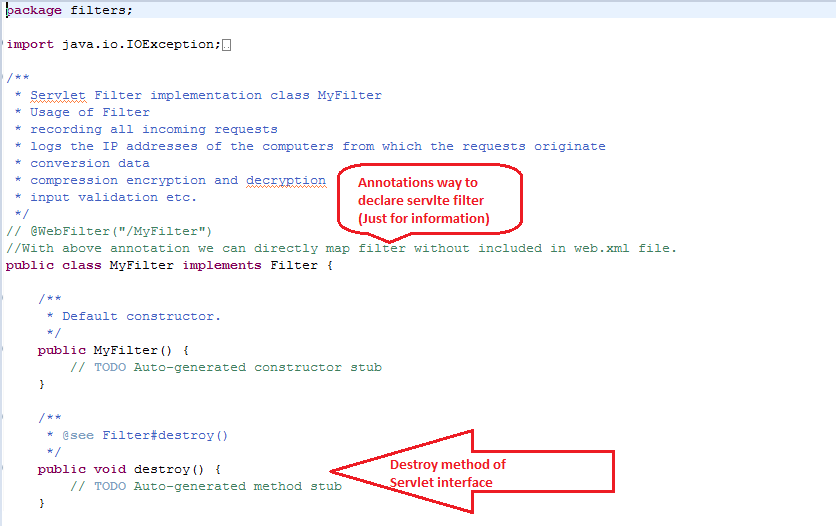 package filters;
import java.io.IOException;
/**
* Servlet Filter implementation class MyFilter
* Usage of Filter
* recording all incoming requests
* logs the IP addresses of the computers from which the requests originate
* conversion data
* compression encryption and decryption
* input validation etc.
*/
Annotations way to
declare servlte filter
(Just for information)
// @WebFilter("/MyFilter")
//With above annotation we can directly map filter without included in web.xml file.
public class MyFilter implements Filter {
/**
* Default constructor.
*/
public MyFilter() {
// TODO Auto-generated constructor stub
}
/**
* @see Filter#destroy()
*/
public void destroy() {
// TODO Auto-generated method stub
}
Destroy method of
Servlet interface